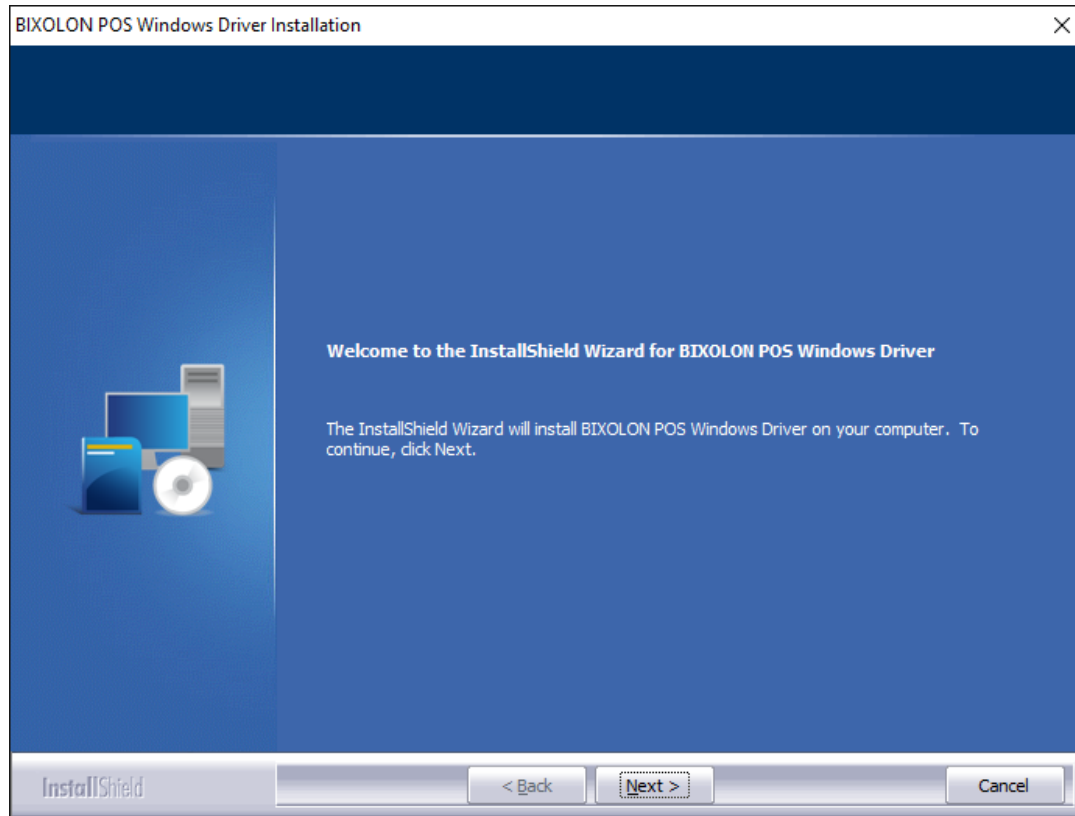 BIXOLON POS Windows Driver Installation
Welcome to the InstallShield Wizard for BIXOLON POS Windows Driver
The InstallShield Wizard will install BIXOLON POS Windows Driver on your computer. To
continue, click Next.
InstallShield
< Back
Next >
Cancel